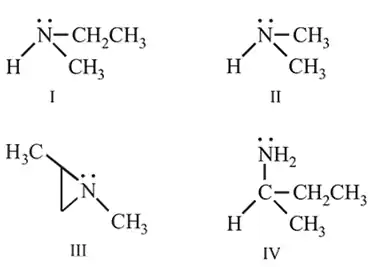 N̈—CH₂CH₃
H CH₃
I
N̈—CH₃
H CH₃
II
H₃C
N̈
CH₃
III
N̈H₂
C—CH₂CH₃
H CH₃
IV